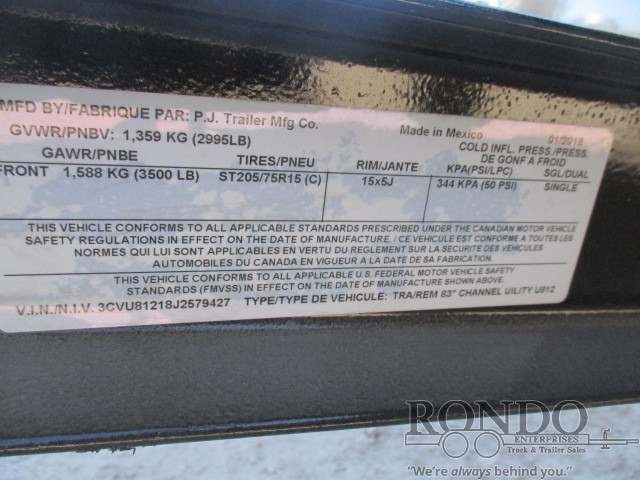 MFD BY/FABRIQUE PAR: P.J. Trailer Mfg Co. Made in Mexico 01/2018
GVWR/PNBV: 1,359 KG (2995LB)
COLD INFL. PRESS./PRESS.
DE GONF A FROID
GAWR/PNBE TIRES/PNEU RIM/JANTE KPA(PSI/LPC) SGL/DUAL
FRONT 1,588 KG (3500 LB) ST205/75R15 (C) 15x5J 344 KPA (50 PSI) SINGLE
THIS VEHICLE CONFORMS TO ALL APPLICABLE STANDARDS PRESCRIBED UNDER THE CANADIAN MOTOR VEHICLE
SAFETY REGULATIONS IN EFFECT ON THE DATE OF MANUFACTURE. / CE VEHICULE EST CONFORME A TOUTES LES
NORMES QUI LUI SONT APPLICABLES EN VERTU DU REGLEMENT SUR LA SECURITE DES VEHICULES
AUTOMOBILES DU CANADA EN VIGUEUR A LA DATE DE SA FABRICATION.
THIS VEHICLE CONFORMS TO ALL APPLICABLE U.S. FEDERAL MOTOR VEHICLE SAFETY
STANDARDS (FMVSS) IN EFFECT ON THE DATE OF MANUFACTURE SHOWN ABOVE.
V.I.N./N.I.V. 3CVU81218J2579427 TYPE/TYPE DE VEHICULE: TRA/REM 83" CHANNEL UILITY U812
RONDO
ENTERPRISES
Truck & Trailer Sales
"We're always behind you."